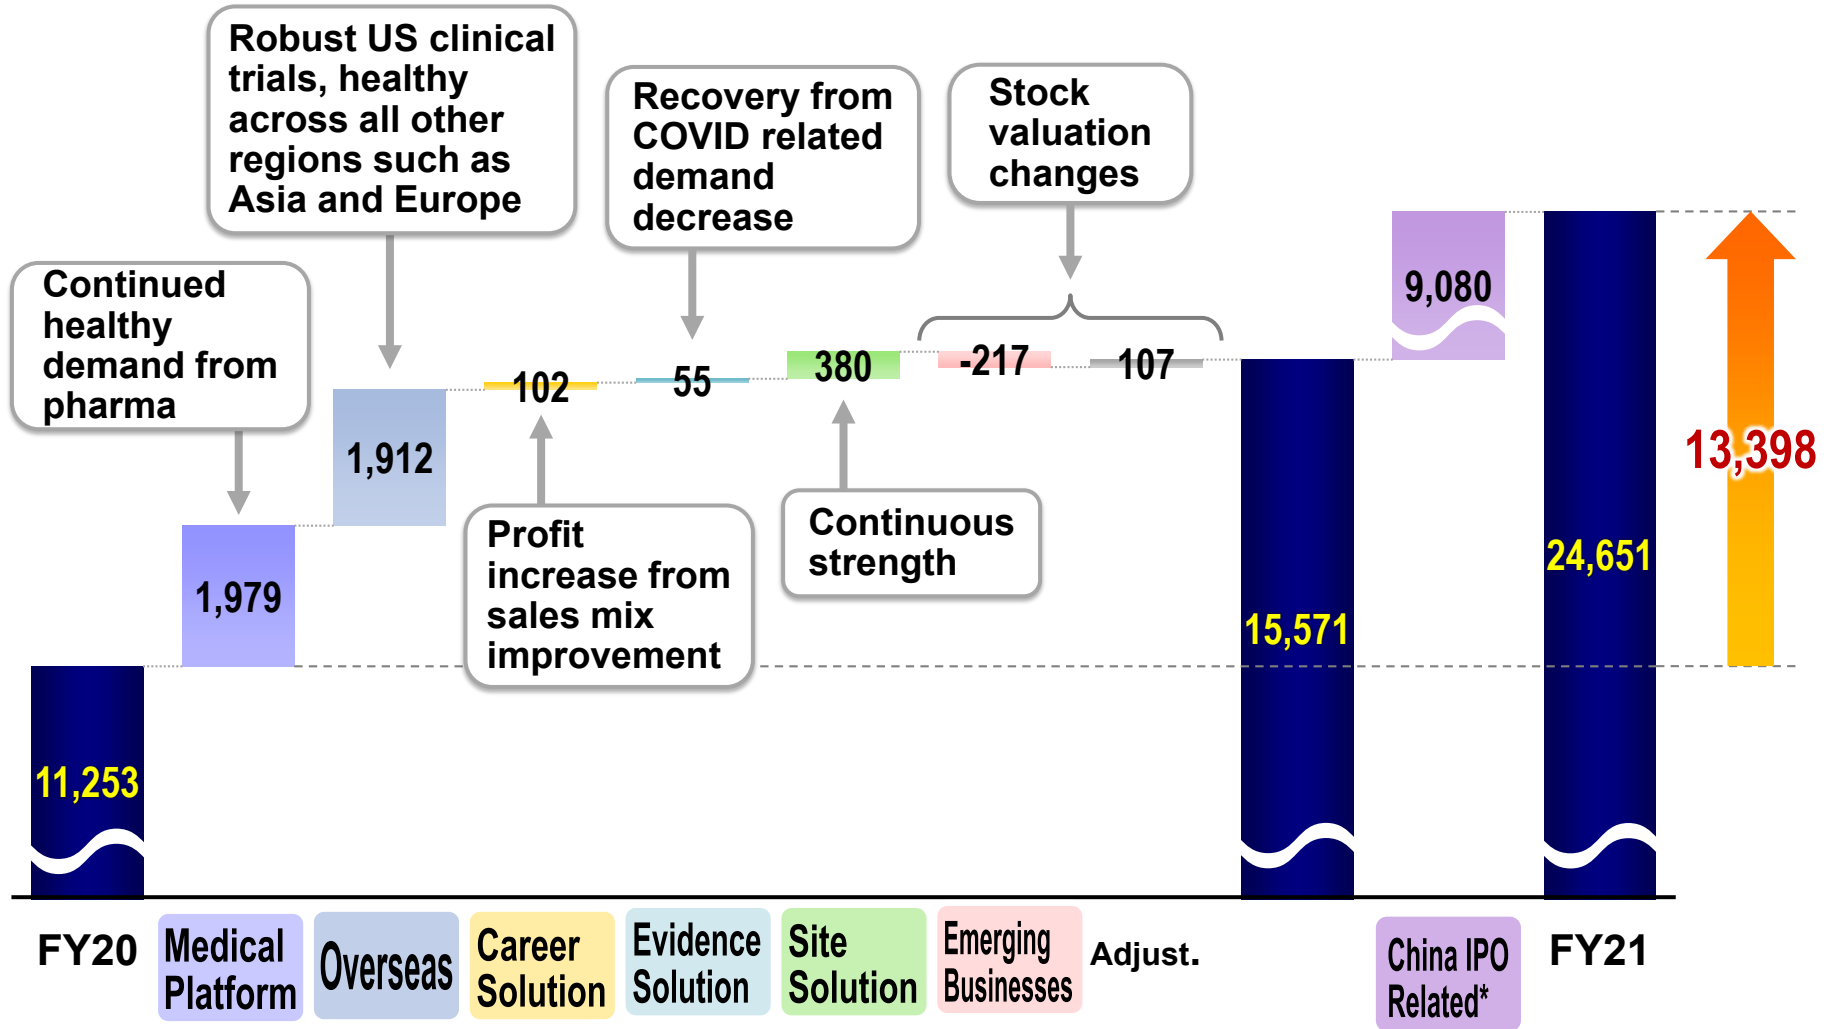 Robust US clinical
trials, healthy
across all other
regions such as
Asia and Europe
Recovery from
COVID related
demand
decrease
Stock
valuation
changes
Continued
healthy
demand from
pharma
9,080
102
55
380
-217
107
1,912
13,398
Profit
increase from
sales mix
improvement
Continuous
strength
1,979
24,651
15,571
11,253
FY20
Medical
Platform
Overseas
Career
Solution
Evidence
Solution
Site
Solution
Emerging
Businesses
Adjust.
China IPO
Related*
FY21